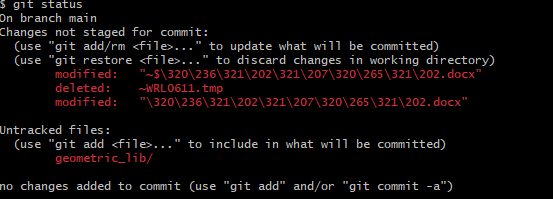 $ git status
On branch main
Changes not staged for commit:
  (use "git add/rm <file>..." to update what will be committed)
  (use "git restore <file>..." to discard changes in working directory)
        modified:   "~$\320\236\321\202\321\207\320\265\321\202.docx"
        deleted:    ~WRL0611.tmp
        modified:   "\320\236\321\202\321\207\320\265\321\202.docx"
Untracked files:
  (use "git add <file>..." to include in what will be committed)
        geometric_lib/
no changes added to commit (use "git add" and/or "git commit -a")